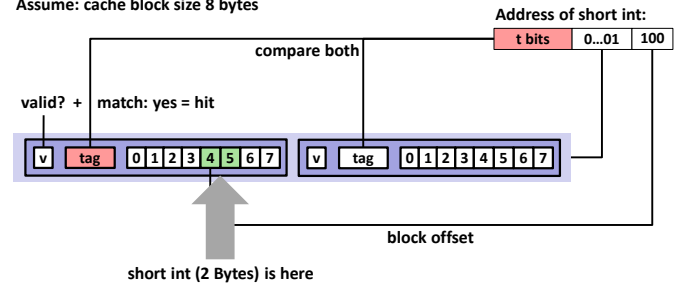 Assume: cache block size 8 bytes
Address of short int:
t bits 0…01 100
compare both
valid? + match: yes = hit
v tag 0 1 2 3 4 5 6 7 v tag 0 1 2 3 4 5 6 7
block offset
short int (2 Bytes) is here